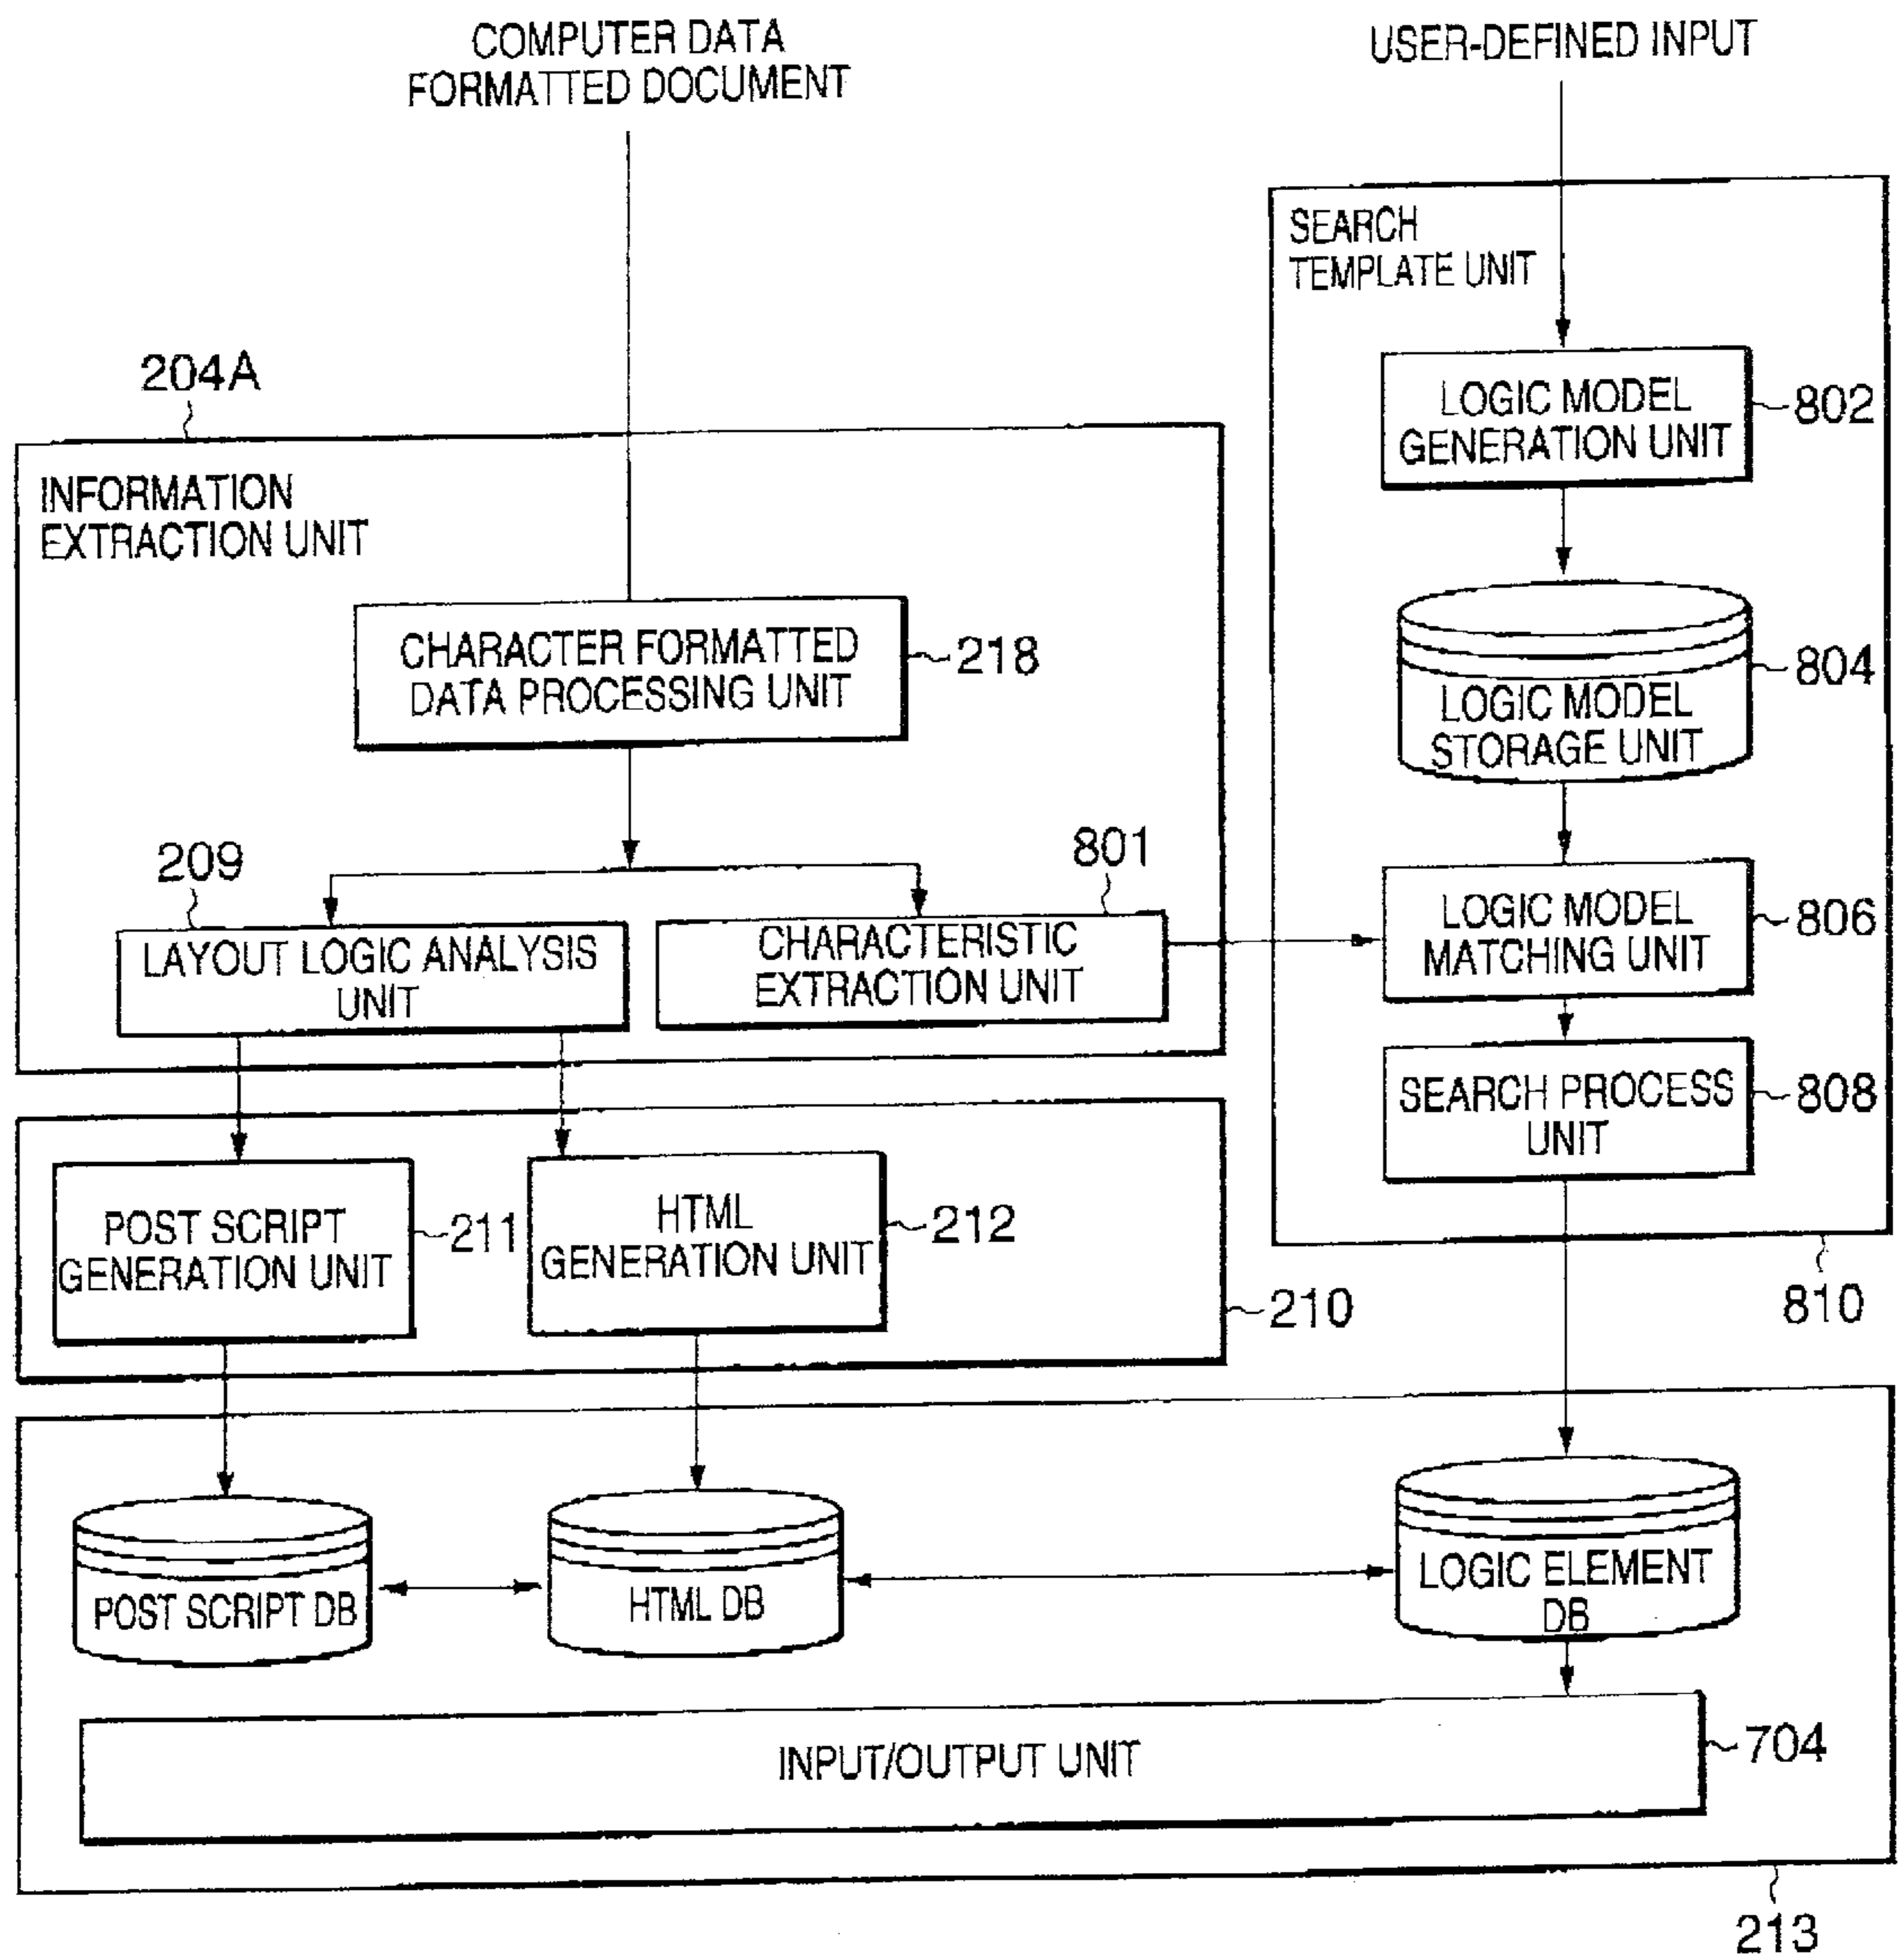 COMPUTER DATA
FORMATTED DOCUMENT
USER-DEFINED INPUT
SEARCH
TEMPLATE UNIT
204A
LOGIC MODEL
GENERATION UNIT
802
INFORMATION
EXTRACTION UNIT
CHARACTER FORMATTED
DATA PROCESSING UNIT
218
804
LOGIC MODEL
STORAGE UNIT
209
801
LAYOUT LOGIC ANALYSIS
UNIT
CHARACTERISTIC
EXTRACTION UNIT
LOGIC MODEL
MATCHING UNIT
806
SEARCH PROCESS
UNIT
808
POST SCRIPT
GENERATION UNIT
211
HTML
GENERATION UNIT
212
210
810
POST SCRIPT DB
HTML DB
LOGIC ELEMENT
DB
INPUT/OUTPUT UNIT
704
213